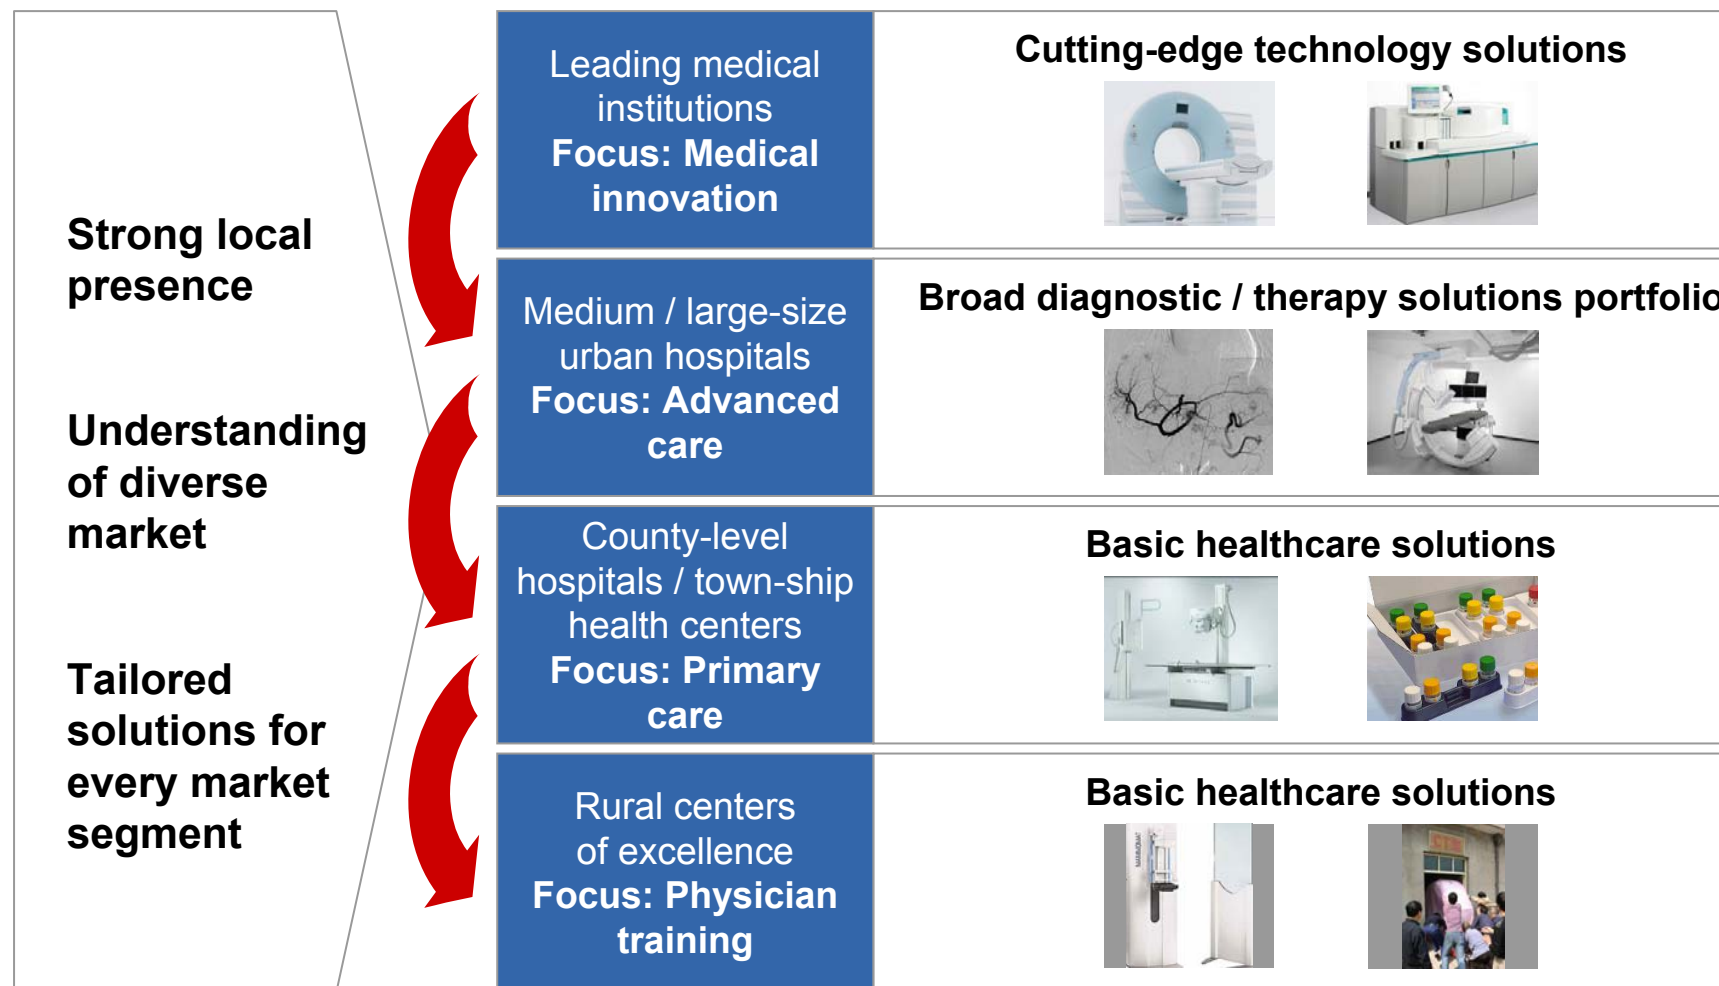 Strong local
presence
Understanding
of diverse
market
Tailored
solutions for
every market
segment
Leading medical
institutions
Focus: Medical
innovation
Cutting-edge technology solutions
Medium / large-size
urban hospitals
Focus: Advanced
care
Broad diagnostic / therapy solutions portfolio
County-level
hospitals / town-ship
health centers
Focus: Primary
care
Basic healthcare solutions
Rural centers
of excellence
Focus: Physician
training
Basic healthcare solutions